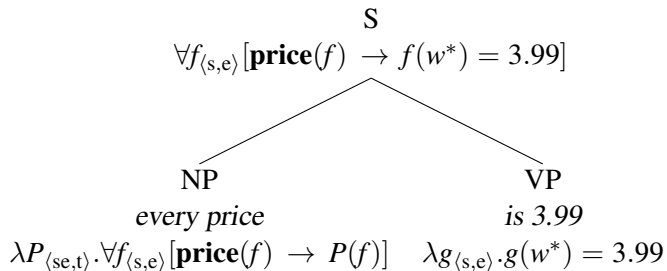 S
∀f⟨s,e⟩[price(f) → f(w*) = 3.99]
NP VP
every price is 3.99
λP⟨se,t⟩.∀f⟨s,e⟩[price(f) → P(f)] λg⟨s,e⟩.g(w*) = 3.99